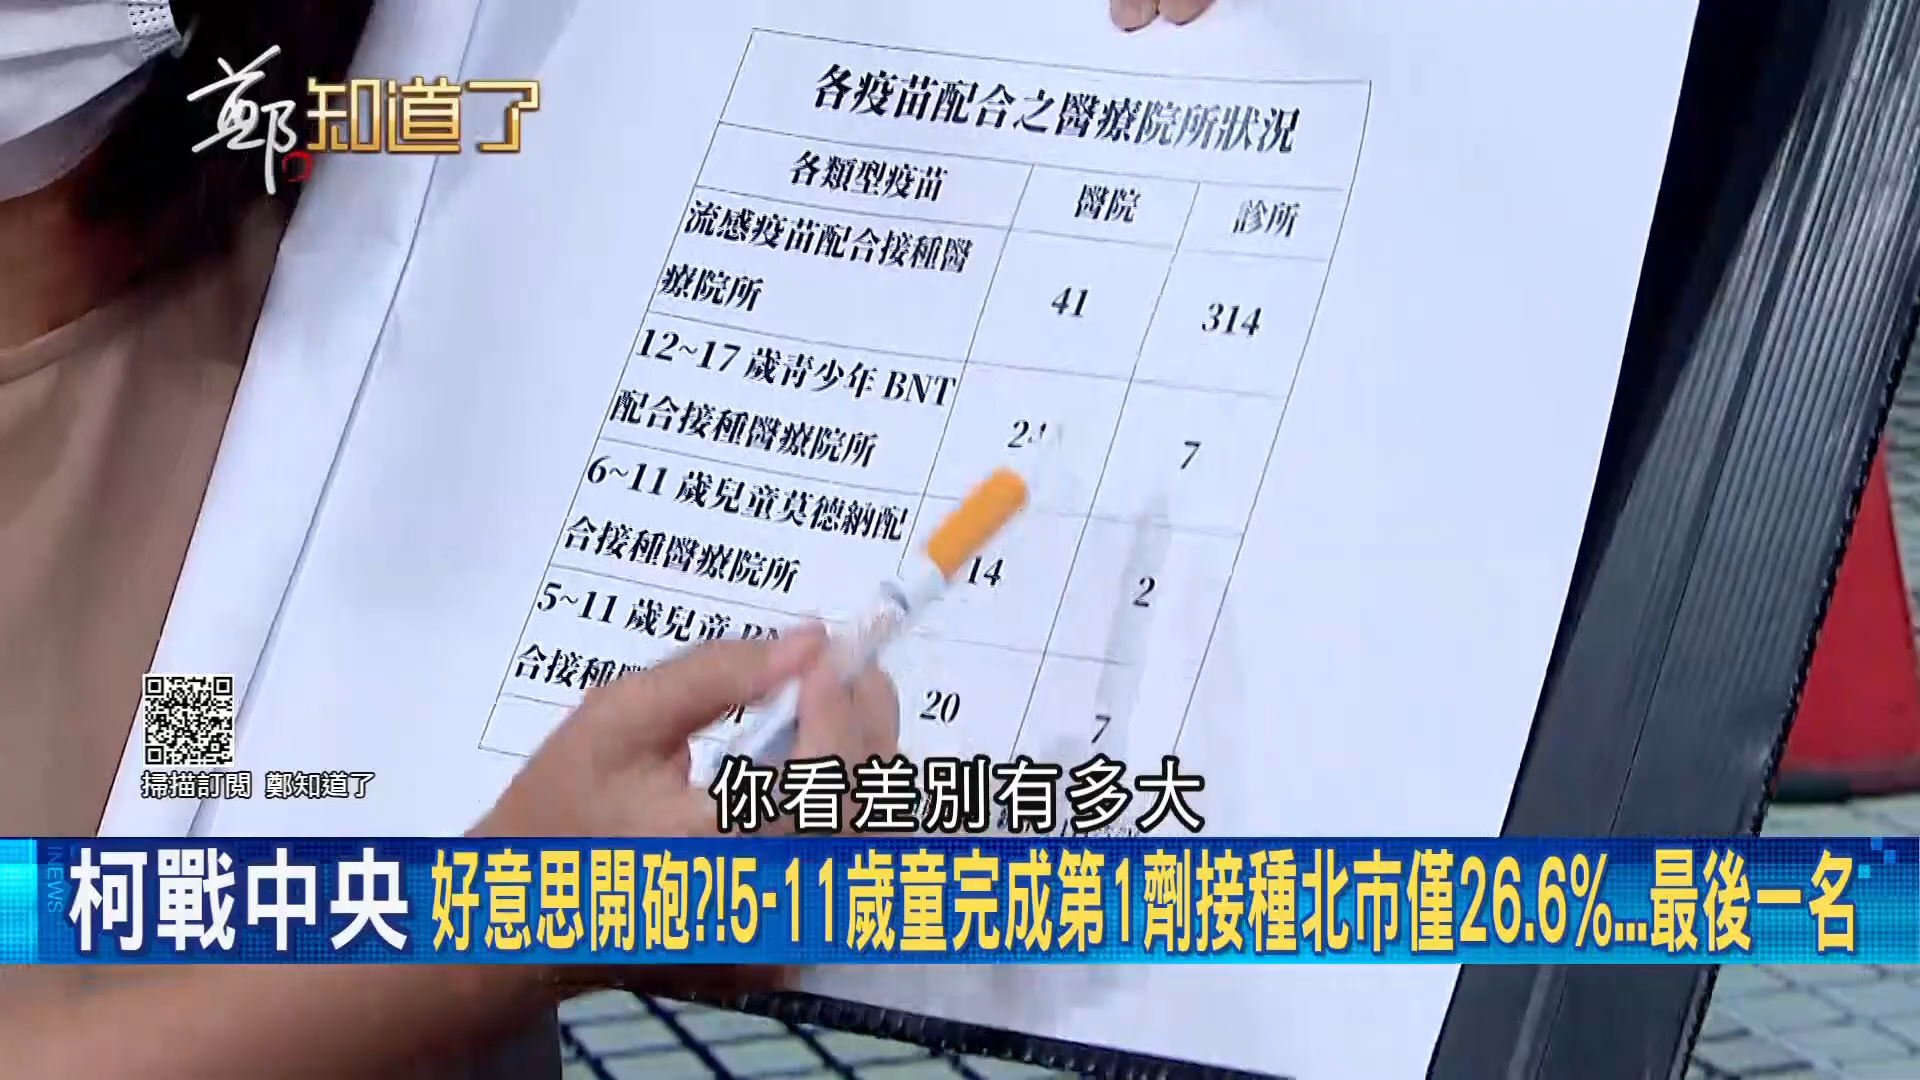 鄭知道了
各疫苗配合之醫療院所狀況
各類型疫苗 醫院 診所
流感疫苗配合接種醫
療院所 41 314
12~17 歲青少年 BNT
配合接種醫療院所 24 7
6~11 歲兒童莫德納配
合接種醫療院所 14 2
5~11 歲兒童
合接種 所 20 7
掃描訂閱 鄭知道了
你看差別有多大
NEWS
柯戰中央
好意思開砲?!5-11歲童完成第1劑接種北市僅26.6%...最後一名